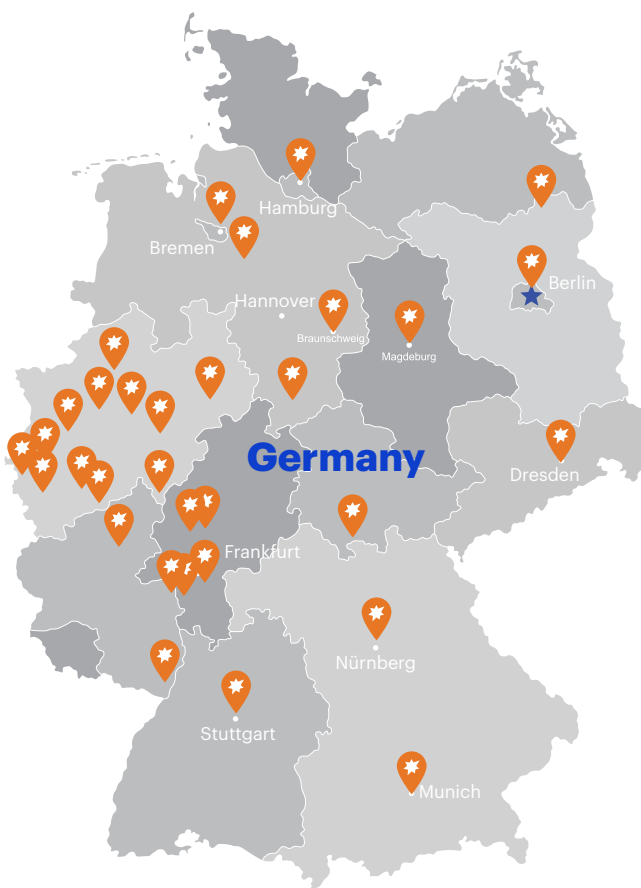 Hamburg
Bremen
Berlin
Hannover
Braunschweig
Magdeburg
Germany
Dresden
Frankfurt
Nürnberg
Stuttgart
Munich